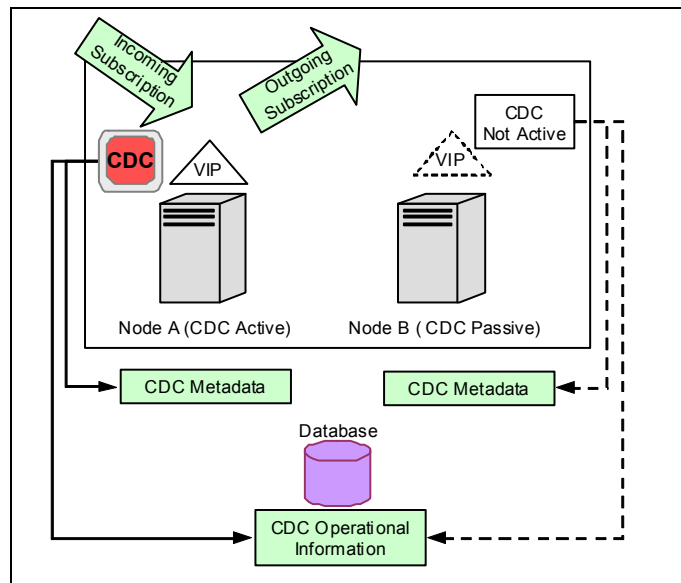 Incoming
Subscription
Outgoing
Subscription
CDC
Not Active
CDC
VIP
VIP
Node A (CDC Active)
Node B ( CDC Passive)
CDC Metadata
CDC Metadata
Database
CDC Operational
Information